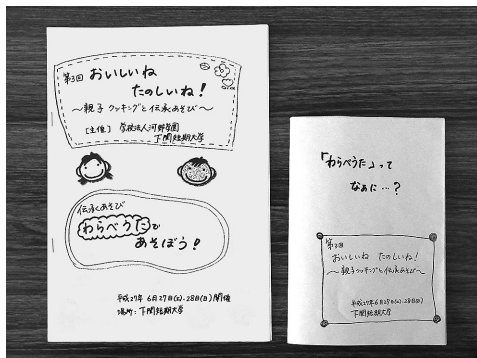 第3回 おいしいね
たのしいね!
〜親子クッキングと伝承あそび〜
[主催] 学校法人河野学園
下関短期大学
伝承あそび
わらべうたで
あそぼう!
平成27年 6月27日(土)・28日(日)開催
場所:下関短期大学
「わらべうた」って
なぁに…?
第3回
おいしいね たのしいね!
〜親子クッキングと伝承あそび〜
平成27年6月27日(土)・28日(日)
下関短期大学